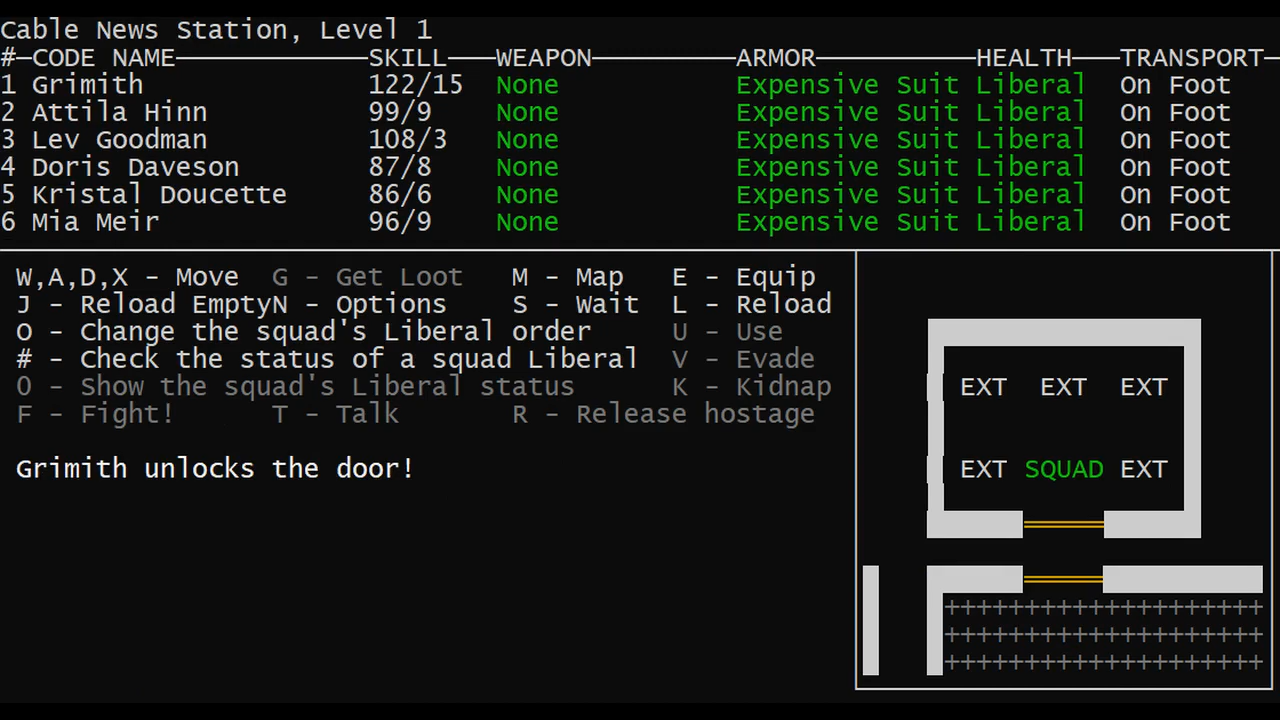 Cable News Station, Level 1
#—CODE NAME SKILL WEAPON ARMOR HEALTH TRANSPORT
1 Grimith 122/15 None Expensive Suit Liberal On Foot
2 Attila Hinn 99/9 None Expensive Suit Liberal On Foot
3 Lev Goodman 108/3 None Expensive Suit Liberal On Foot
4 Doris Daveson 87/8 None Expensive Suit Liberal On Foot
5 Kristal Doucette 86/6 None Expensive Suit Liberal On Foot
6 Mia Meir 96/9 None Expensive Suit Liberal On Foot
W,A,D,X - Move G - Get Loot M - Map E - Equip
J - Reload EmptyN - Options S - Wait L - Reload
O - Change the squad's Liberal order U - Use
# - Check the status of a squad Liberal V - Evade
0 - Show the squad's Liberal status K - Kidnap
F - Fight! T - Talk R - Release hostage
Grimith unlocks the door!
EXT EXT EXT
EXT SQUAD EXT
++++++++++++++++++++
++++++++++++++++++++
++++++++++++++++++++